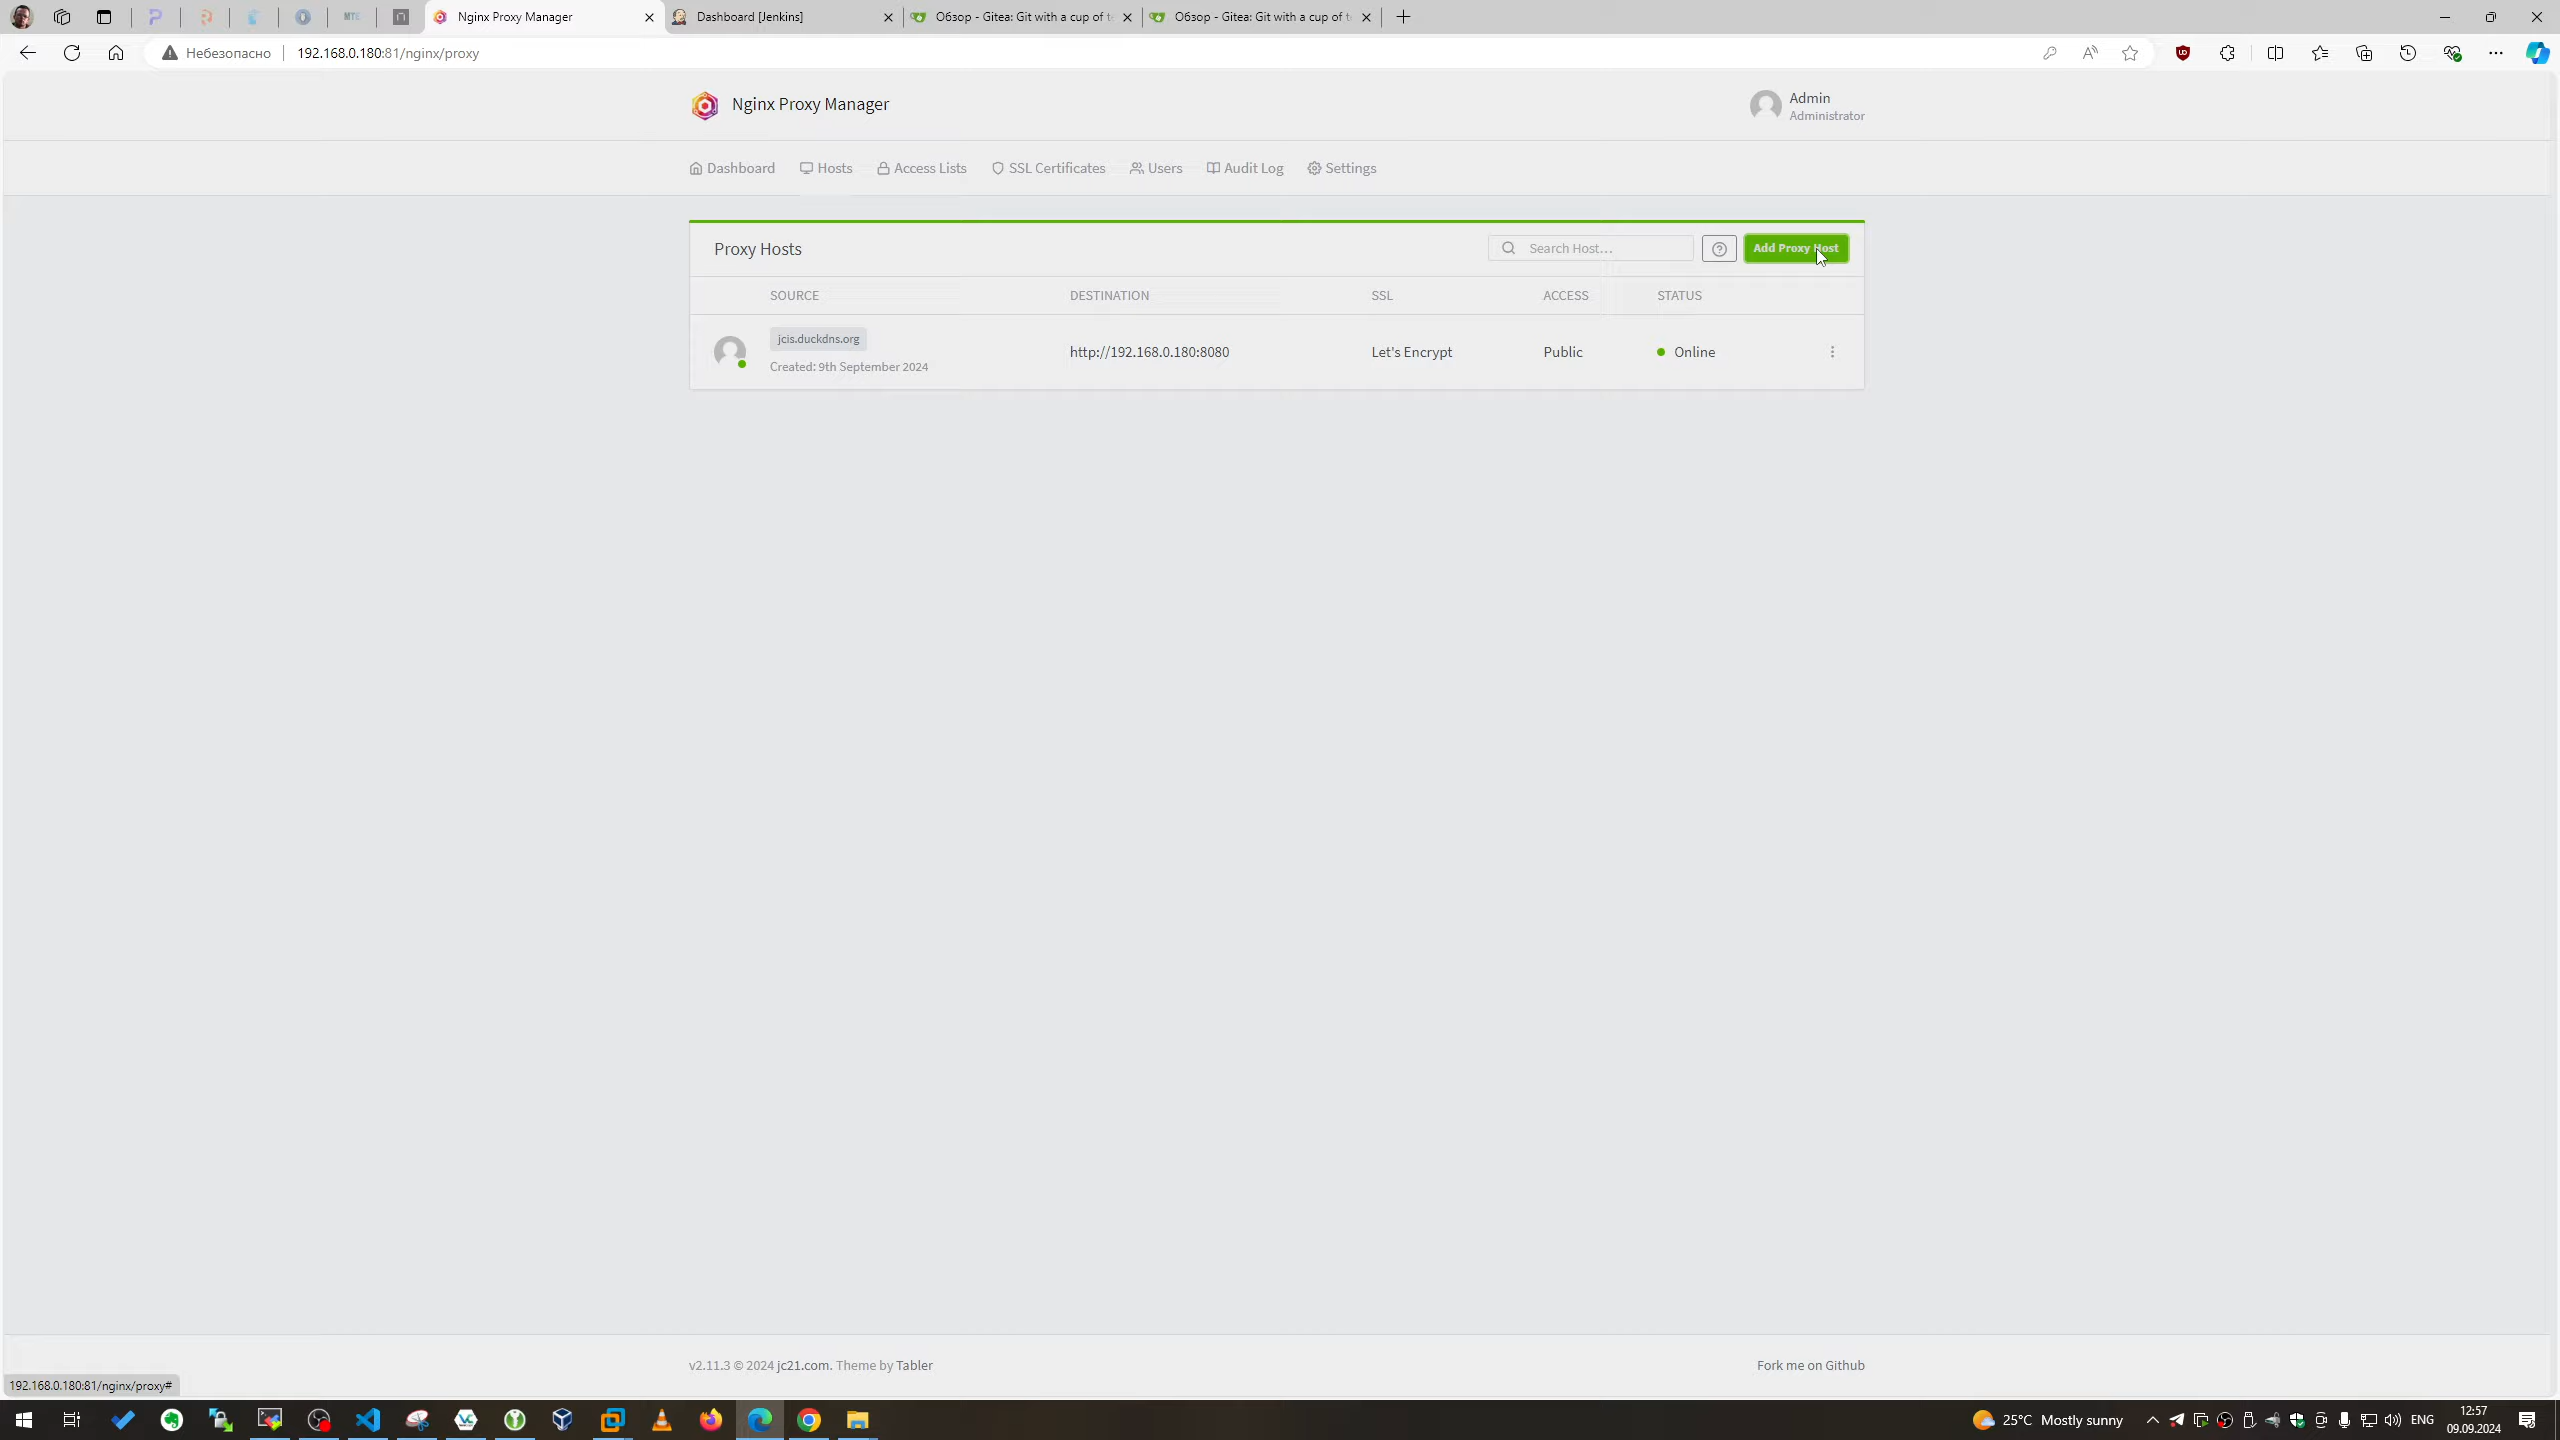 Nginx Proxy Manager
Dashboard [Jenkins]
Обзор - Gitea: Git with a cup of t
Обзор - Gitea: Git with a cup of t
Небезопасно
192.168.0.180:81/nginx/proxy
Nginx Proxy Manager
Admin
Administrator
Dashboard
Hosts
Access Lists
SSL Certificates
Users
Audit Log
Settings
Proxy Hosts
Search Host...
Add Proxy Host
SOURCE
DESTINATION
SSL
ACCESS
STATUS
jcis.duckdns.org
Created: 9th September 2024
http://192.168.0.180:8080
Let's Encrypt
Public
Online
v2.11.3 © 2024 jc21.com. Theme by Tabler
Fork me on Github
192.168.0.180:81/nginx/proxy#
25°C Mostly sunny
ENG
12:57
09.09.2024